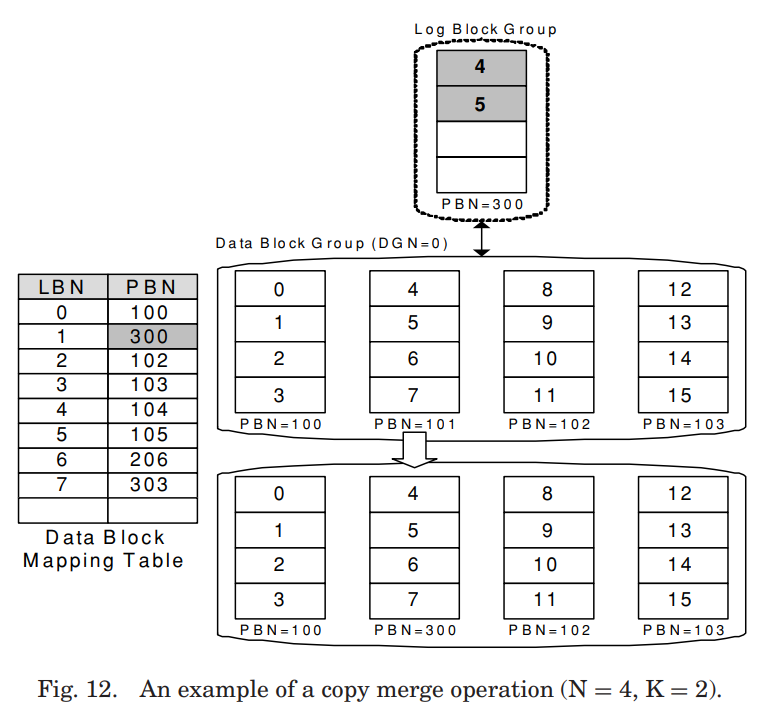 Log Block Group
4
5
PBN=300
Data Block Group (DGN=0)
LBN PBN
0 100
1 300
2 102
3 103
4 104
5 105
6 206
7 303
Data Block
Mapping Table
0 4 8 12
1 5 9 13
2 6 10 14
3 7 11 15
PBN=100 PBN=101 PBN=102 PBN=103
0 4 8 12
1 5 9 13
2 6 10 14
3 7 11 15
PBN=100 PBN=300 PBN=102 PBN=103
Fig. 12. An example of a copy merge operation (N = 4, K = 2).